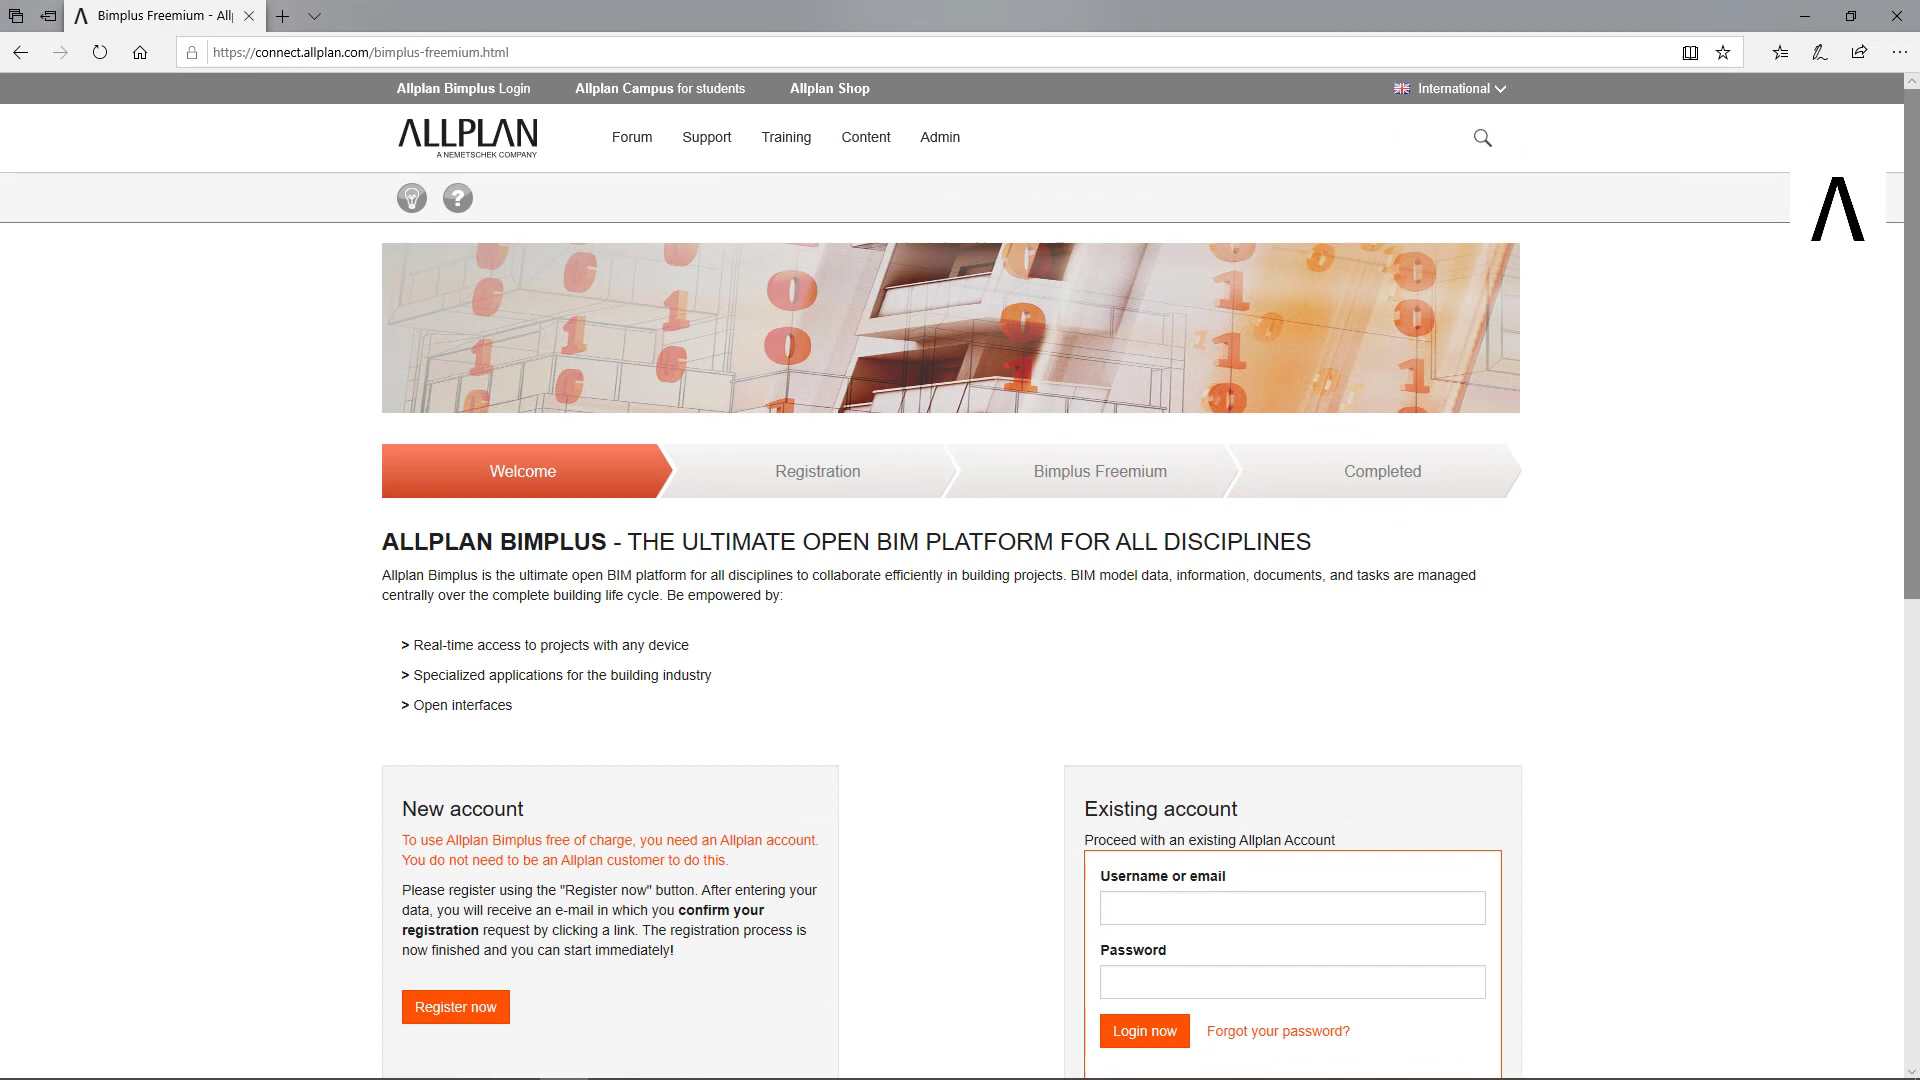 Bimplus Freemium - All
https://connect.allplan.com/bimplus-freemium.html
Allplan Bimplus Login
Allplan Campus for students
Allplan Shop
International
ALLPLAN
A NEMETSCHEK COMPANY
Forum
Support
Training
Content
Admin
?
Welcome
Registration
Bimplus Freemium
Completed
ALLPLAN BIMPLUS - THE ULTIMATE OPEN BIM PLATFORM FOR ALL DISCIPLINES
Allplan Bimplus is the ultimate open BIM platform for all disciplines to collaborate efficiently in building projects. BIM model data, information, documents, and tasks are managed
centrally over the complete building life cycle. Be empowered by:
> Real-time access to projects with any device
> Specialized applications for the building industry
> Open interfaces
New account
To use Allplan Bimplus free of charge, you need an Allplan account.
You do not need to be an Allplan customer to do this.
Please register using the "Register now" button. After entering your
data, you will receive an e-mail in which you confirm your
registration request by clicking a link. The registration process is
now finished and you can start immediately!
Register now
Existing account
Proceed with an existing Allplan Account
Username or email
Password
Login now
Forgot your password?